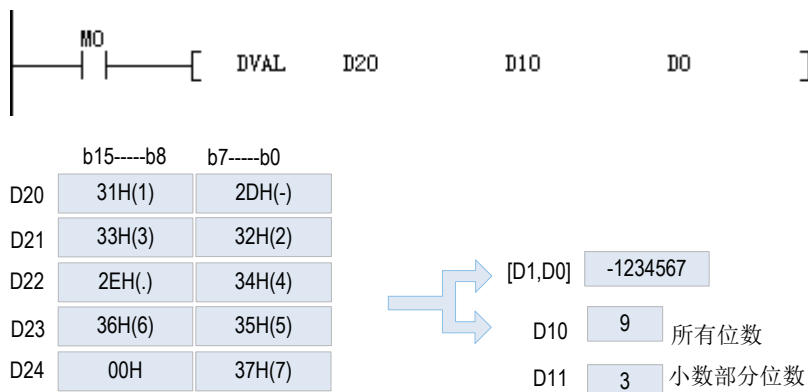 M0
DVAL D20 D10 D0
b15-----b8 b7-----b0
D20 31H(1) 2DH(-)
D21 33H(3) 32H(2)
D22 2EH(.) 34H(4)
D23 36H(6) 35H(5)
D24 00H 37H(7)
[D1,D0] -1234567
D10 9 所有位数
D11 3 小数部分位数